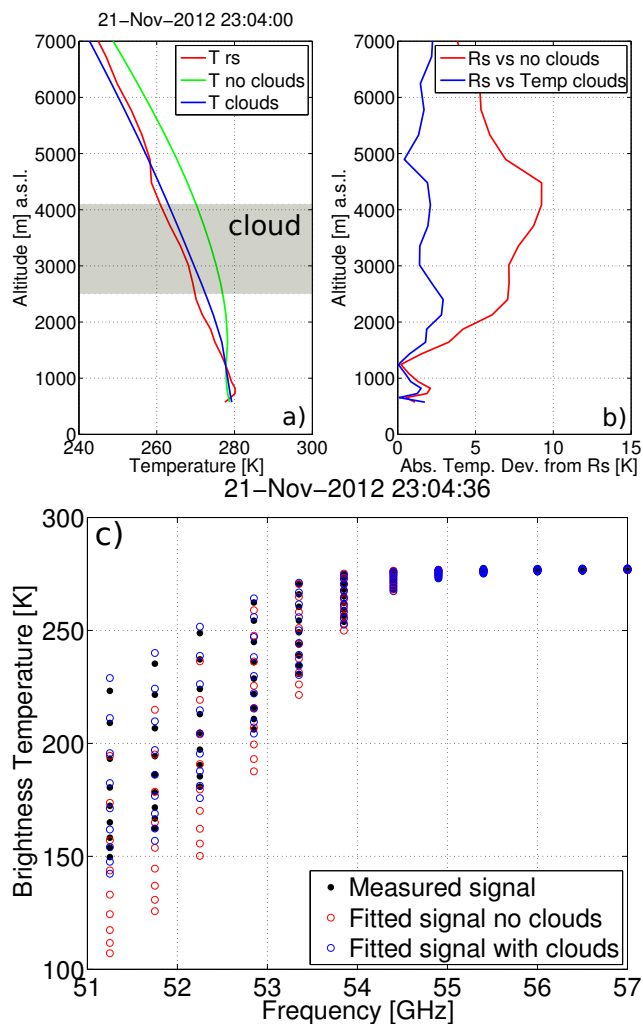 21−Nov−2012 23:04:00
T rs
T no clouds
T clouds
cloud
a)
Altitude [m] a.s.l.
7000
6000
5000
4000
3000
2000
1000
0
240 260 280 300
Temperature [K]
Rs vs no clouds
Rs vs Temp clouds
b)
Altitude [m] a.s.l.
7000
6000
5000
4000
3000
2000
1000
0
0 5 10 15
Abs. Temp. Dev. from Rs [K]
21−Nov−2012 23:04:36
c)
Brightness Temperature [K]
300
250
200
150
100
Measured signal
Fitted signal no clouds
Fitted signal with clouds
51 52 53 54 55 56 57
Frequency [GHz]